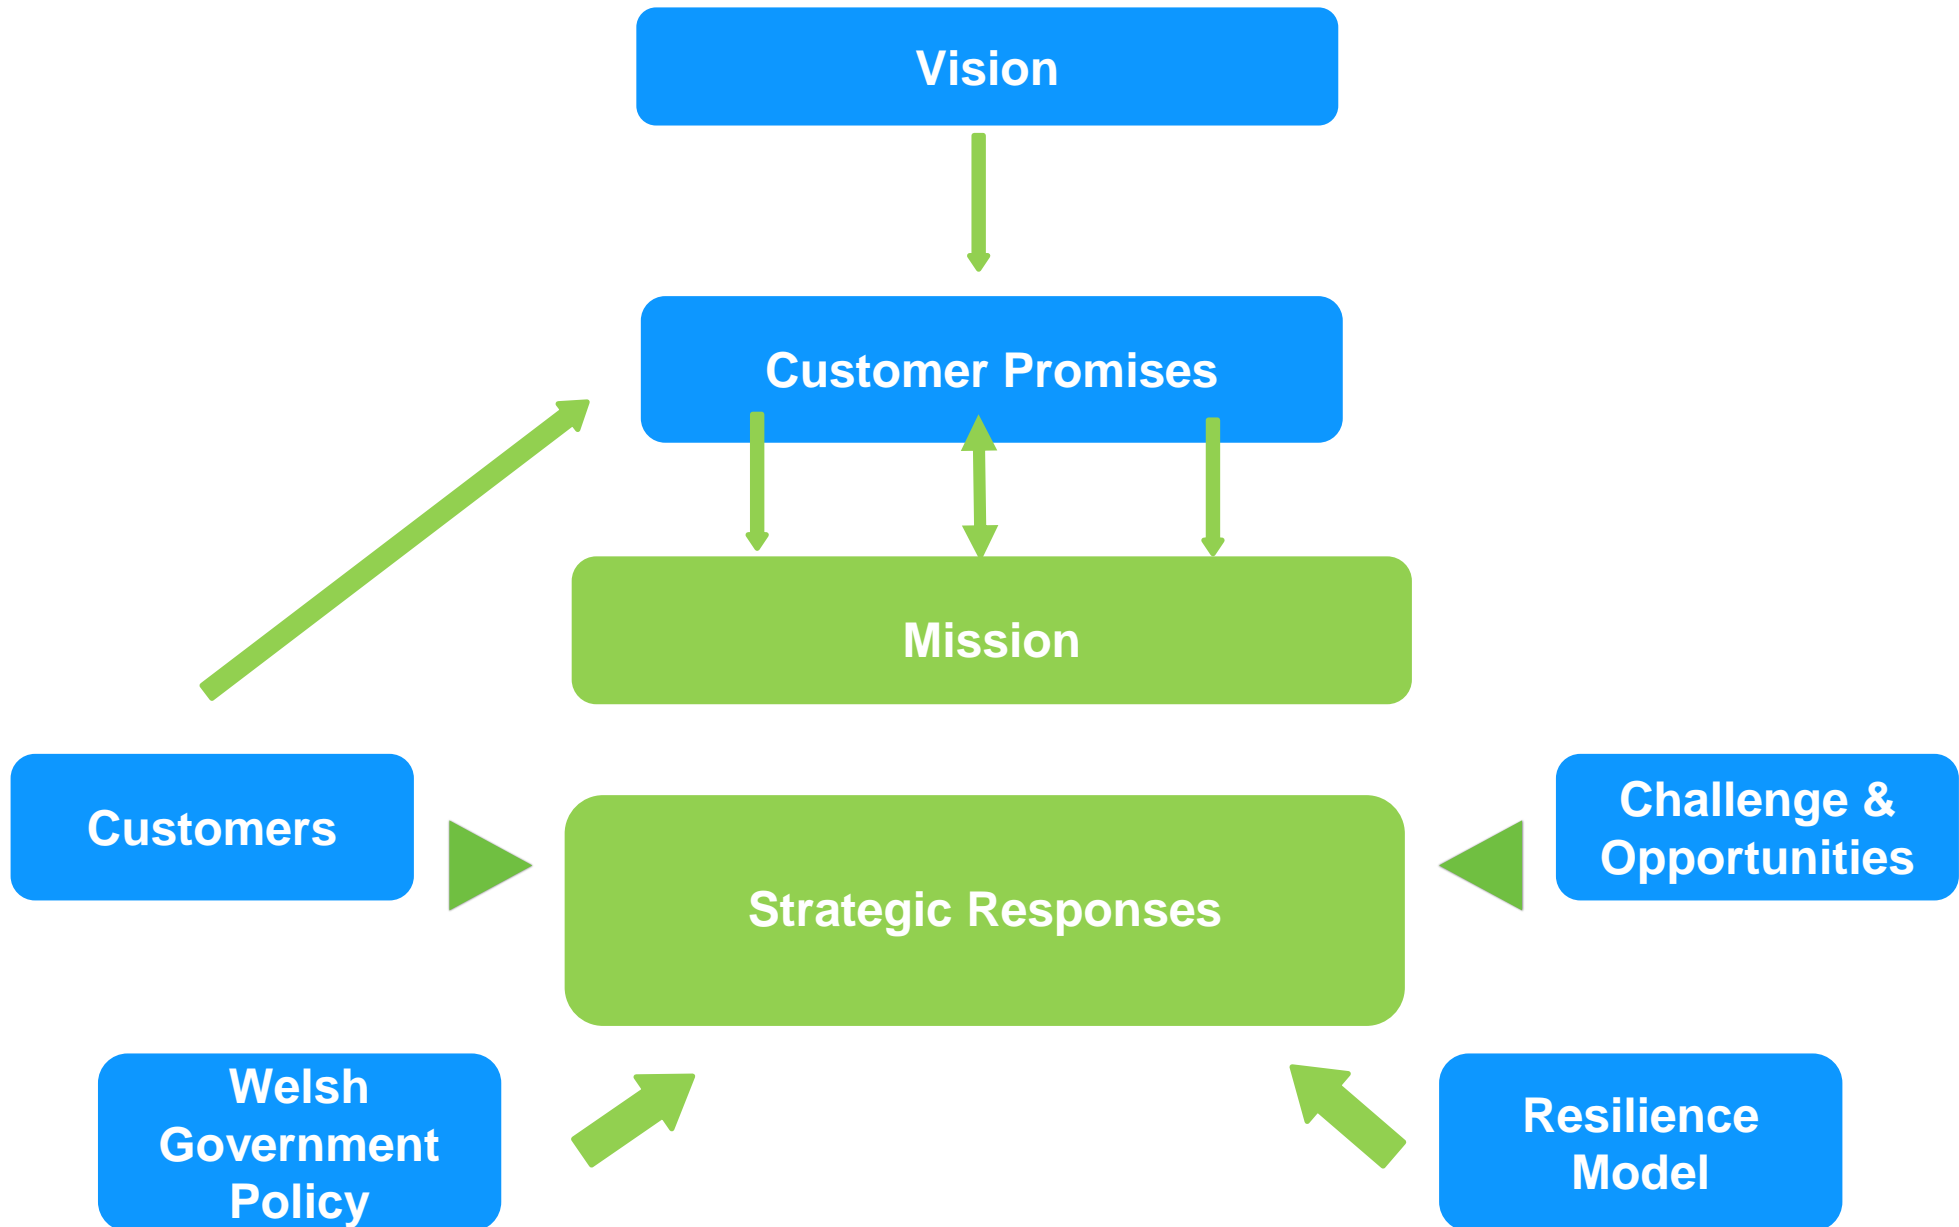 Vision
Customer Promises
Mission
Customers
Challenge &
Opportunities
Strategic Responses
Welsh
Government
Policy
Resilience
Model